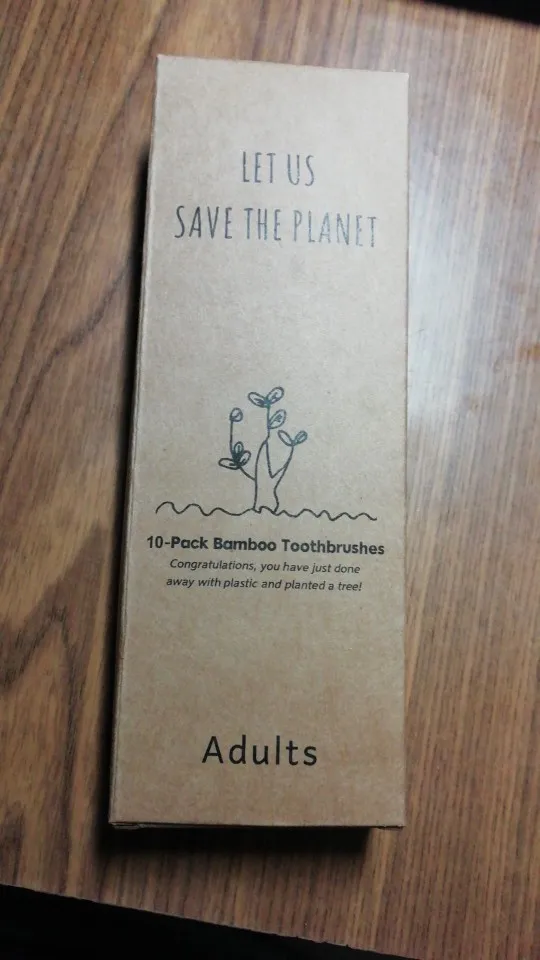 LET US
SAVE THE PLANET
10-Pack Bamboo Toothbrushes
Congratulations, you have just done
away with plastic and planted a tree!
Adults